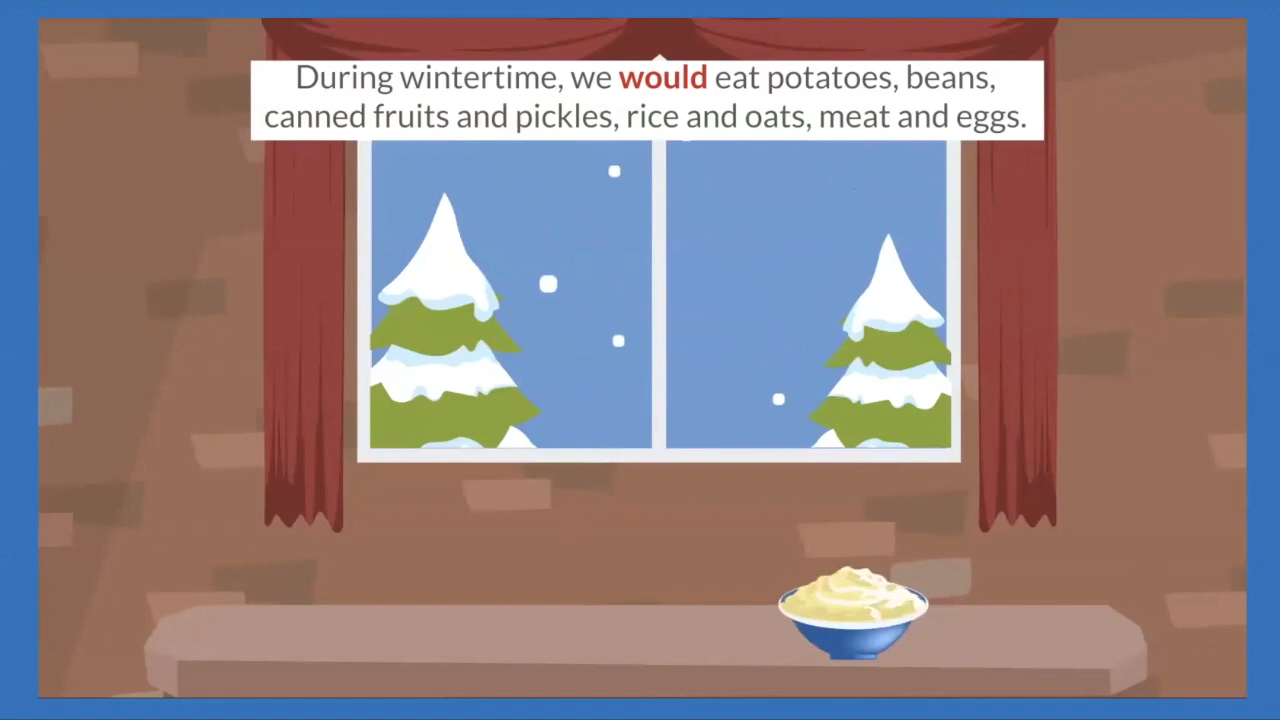 During wintertime, we would eat potatoes, beans,
canned fruits and pickles, rice and oats, meat and eggs.